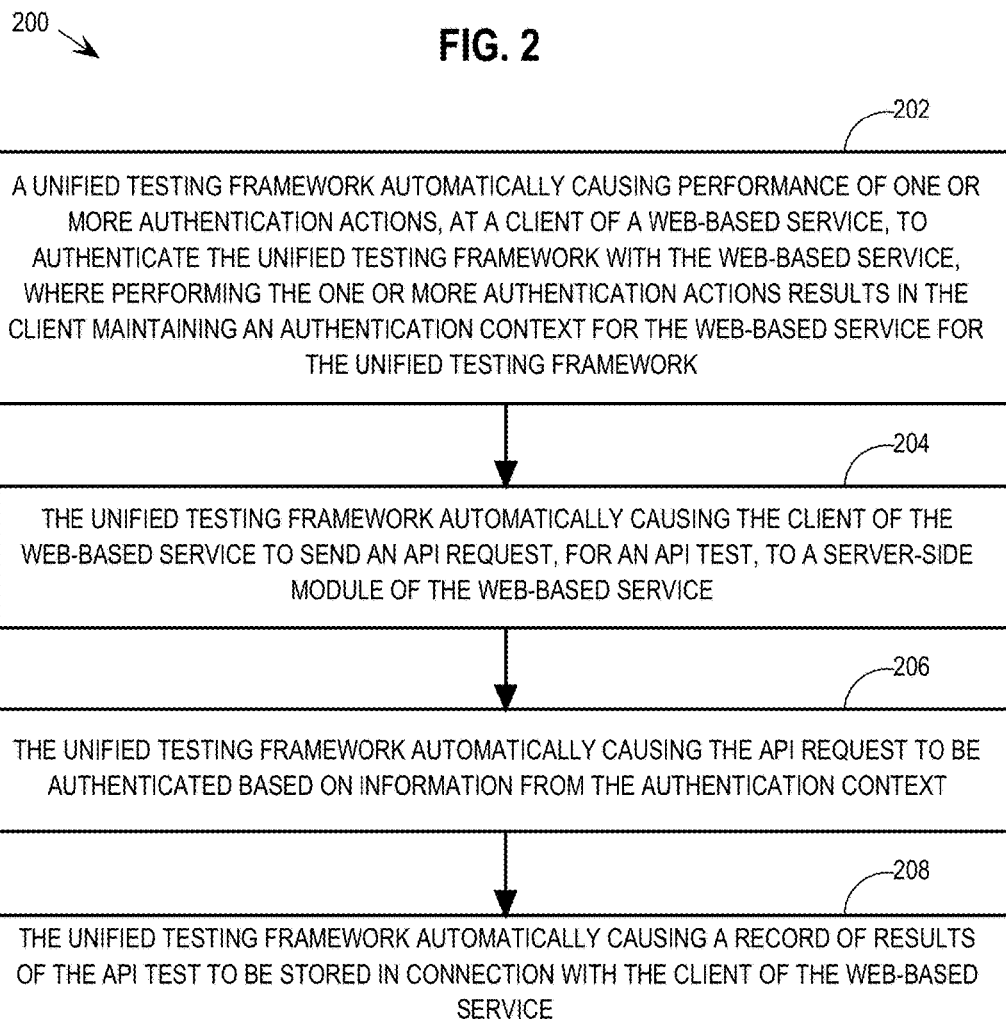 200
FIG. 2
202
A UNIFIED TESTING FRAMEWORK AUTOMATICALLY CAUSING PERFORMANCE OF ONE OR
MORE AUTHENTICATION ACTIONS, AT A CLIENT OF A WEB-BASED SERVICE, TO
AUTHENTICATE THE UNIFIED TESTING FRAMEWORK WITH THE WEB-BASED SERVICE,
WHERE PERFORMING THE ONE OR MORE AUTHENTICATION ACTIONS RESULTS IN THE
CLIENT MAINTAINING AN AUTHENTICATION CONTEXT FOR THE WEB-BASED SERVICE FOR
THE UNIFIED TESTING FRAMEWORK
204
THE UNIFIED TESTING FRAMEWORK AUTOMATICALLY CAUSING THE CLIENT OF THE
WEB-BASED SERVICE TO SEND AN API REQUEST, FOR AN API TEST, TO A SERVER-SIDE
MODULE OF THE WEB-BASED SERVICE
206
THE UNIFIED TESTING FRAMEWORK AUTOMATICALLY CAUSING THE API REQUEST TO BE
AUTHENTICATED BASED ON INFORMATION FROM THE AUTHENTICATION CONTEXT
208
THE UNIFIED TESTING FRAMEWORK AUTOMATICALLY CAUSING A RECORD OF RESULTS
OF THE API TEST TO BE STORED IN CONNECTION WITH THE CLIENT OF THE WEB-BASED
SERVICE